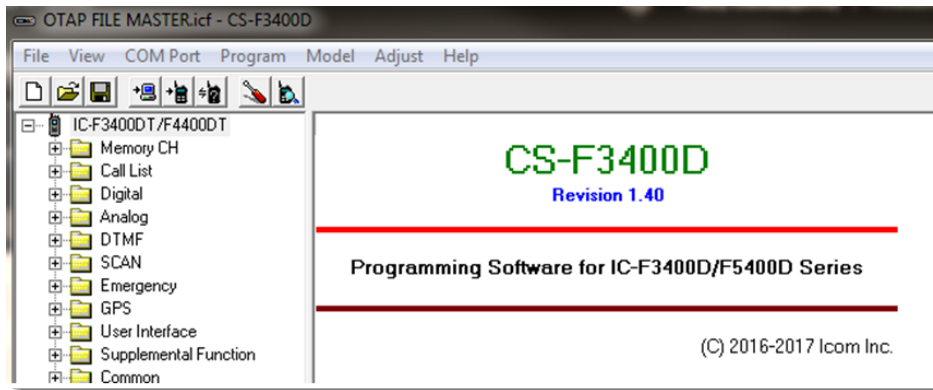 OTAP FILE MASTER.icf - CS-F3400D
File View COM Port Program Model Adjust Help
IC-F3400DT/F4400DT
Memory CH
Call List
Digital
Analog
DTMF
SCAN
Emergency
GPS
User Interface
Supplemental Function
Common
CS-F3400D
Revision 1.40
Programming Software for IC-F3400D/F5400D Series
(C) 2016-2017 Icom Inc.